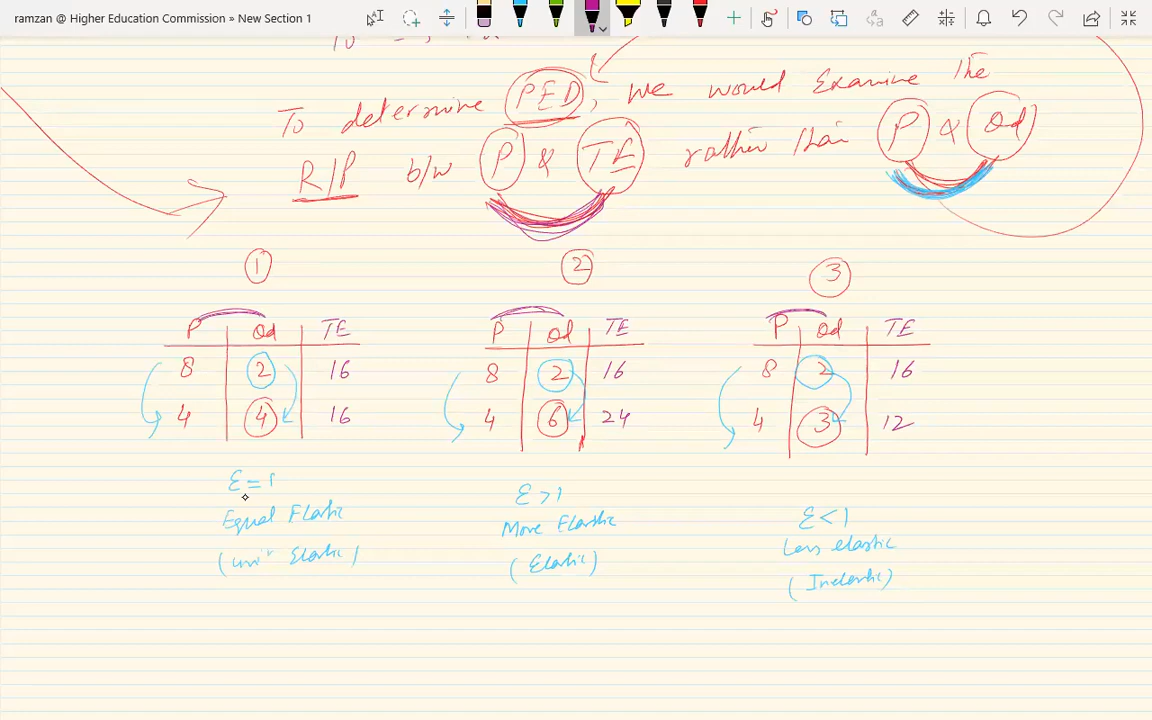 ramzan @ Higher Education Commission » New Section 1
To determine PED, we would Examine the
R/P b/w P & TE rather than P & Qd
1 2 3
P Qd TE P Qd TE P Qd TE
8 2 16 8 2 16 8 2 16
4 4 16 4 6 24 4 3 12
ε = 1 ε > 1 ε < 1
Equal Elastic More Elastic Less elastic
(unit Elastic) (Elastic) (Inelastic)